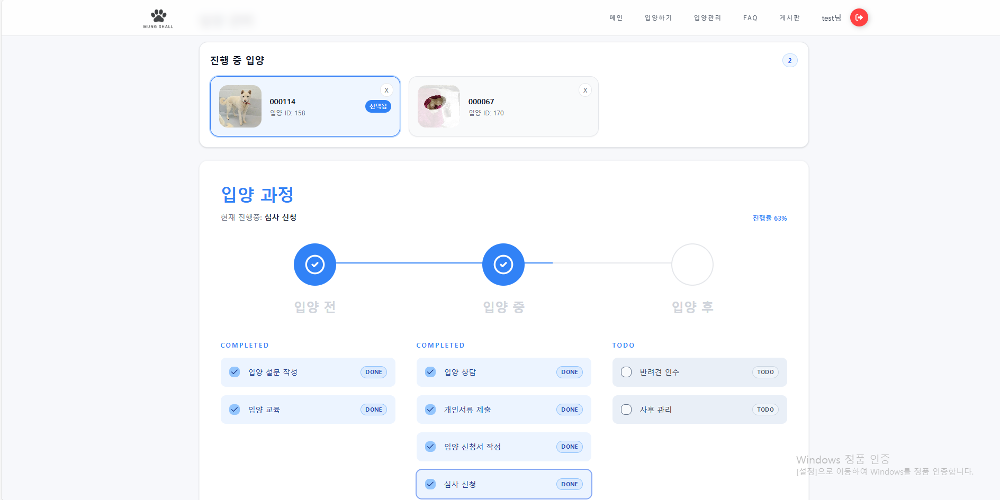 MUNG SHALL
메인
입양하기
입양관리
FAQ
게시판
test님
진행 중 입양
2
000114
입양 ID: 158
X
선택됨
000067
입양 ID: 170
X
입양 과정
현재 진행중: 심사 신청
진행률 63%
입양 전
입양 중
입양 후
COMPLETED
입양 설문 작성
DONE
입양 교육
DONE
COMPLETED
입양 상담
DONE
개인서류 제출
DONE
입양 신청서 작성
DONE
심사 신청
DONE
TODO
반려견 인수
TODO
사후 관리
TODO
Windows 정품 인증
[설정]으로 이동하여 Windows를 정품 인증합니다.